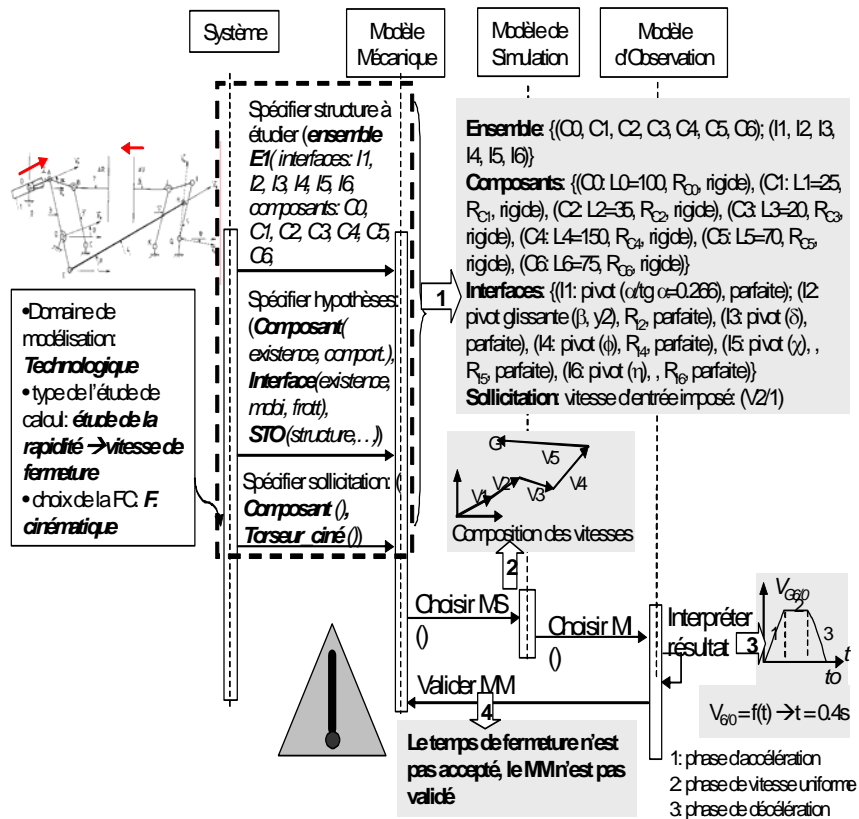 Système
Modèle
Mécanique
Modèle de
Simulation
Modèle
d'Observation
Spécifier structure à
étudier (ensemble
E1( interfaces: I1,
I2, I3, I4, I5, I6,
composants: C0,
C1, C2, C3, C4, C5,
C6;
Spécifier hypothèses:
(Composant(
existence, comport.),
Interface(existence,
mobi, frott),
STO(structure,…))
Spécifier sollicitation: (
Composant (),
Torseur ciné ())
•Domaine de
modélisation:
Technologique
• type de l'étude de
calcul: étude de la
rapidité →vitesse de
fermeture
• choix de la FC: F.
cinématique
1
Ensemble: {(C0, C1, C2, C3, C4, C5, C6); (I1, I2, I3,
I4, I5, I6)}
Composants: {(C0: L0=100, RC0, rigide), (C1: L1=25,
RC1, rigide), (C2: L2=35, RC2, rigide), (C3: L3=20, RC3,
rigide), (C4: L4=150, RC4, rigide), (C5: L5=70, RC5,
rigide), (C6: L6=75, RC6, rigide)}
Interfaces: {(I1: pivot (α/tg α=0.266), parfaite); (I2:
pivot glissante (β, y2), RI2, parfaite), (I3: pivot (δ),
parfaite), (I4: pivot (ϕ), RI4, parfaite), (I5: pivot (χ), ,
RI5, parfaite), (I6: pivot (η), , RI6, parfaite)}
Sollicitation: vitesse d'entrée imposé: (V2/1)
G
V5
V1
V2
V3
V4
Composition des vitesses
2
Choisir MS
()
Choisir M
()
Interpréter
résultat
3
VG6/0
1
2
3
t
to
V6/0 = f(t) → t = 0.4s
Valider MM
4
Le temps de fermeture n'est
pas accepté, le MM n'est pas
validé
1: phase d'accélération
2: phase de vitesse uniforme
3: phase de décélération